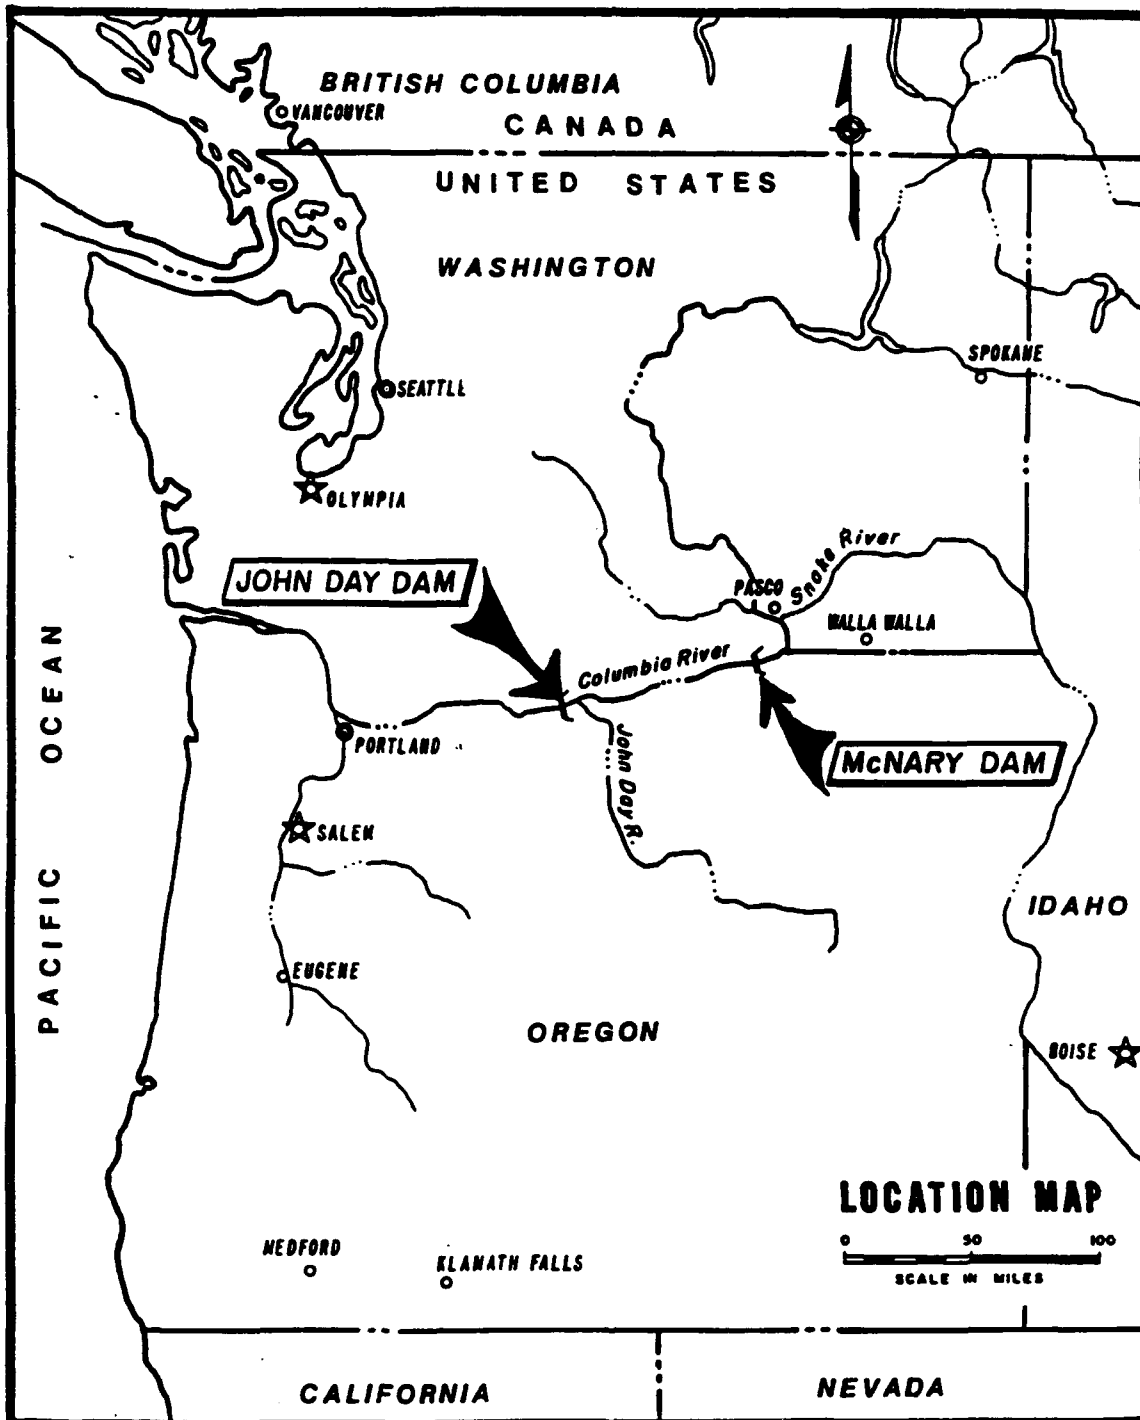 BRITISH COLUMBIA
VANCOUVER
CANADA
UNITED STATES
WASHINGTON
SPOKANE
SEATTLE
OLYMPIA
Snake River
JOHN DAY DAM
PASCO
WALLA WALLA
Columbia River
PORTLAND
John Day R.
McNARY DAM
SALEM
PACIFIC OCEAN
IDAHO
EUGENE
OREGON
BOISE
LOCATION MAP
0 50 100
SCALE IN MILES
MEDFORD
KLAMATH FALLS
CALIFORNIA
NEVADA